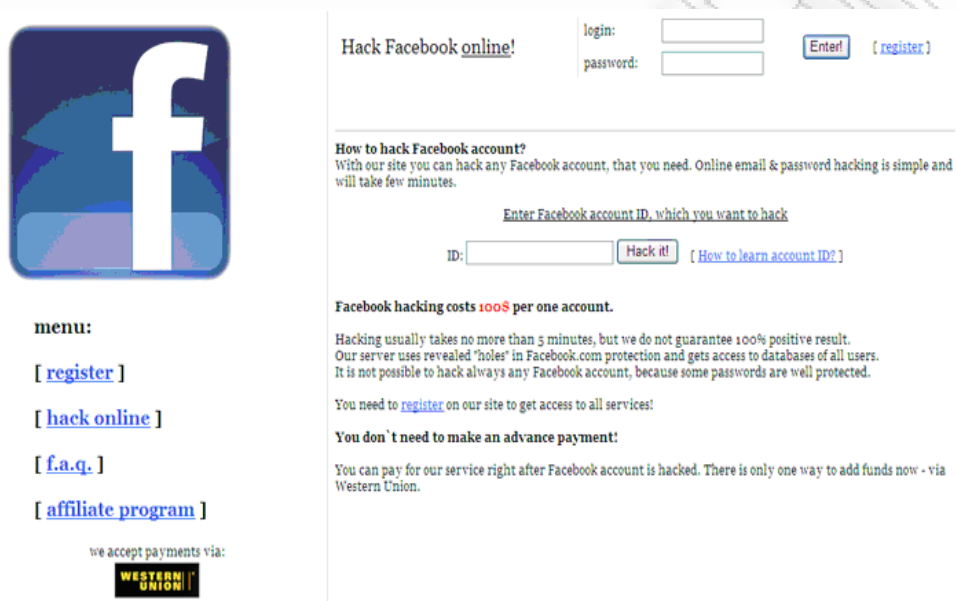 Hack Facebook online!
login:
password:
Enter!
[ register ]
How to hack Facebook account?
With our site you can hack any Facebook account, that you need. Online email & password hacking is simple and
will take few minutes.
Enter Facebook account ID, which you want to hack
ID:
Hack it!
[ How to learn account ID? ]
Facebook hacking costs 100$ per one account.
Hacking usually takes no more than 5 minutes, but we do not guarantee 100% positive result.
Our server uses revealed "holes" in Facebook.com protection and gets access to databases of all users.
It is not possible to hack always any Facebook account, because some passwords are well protected.
You need to register on our site to get access to all services!
You don`t need to make an advance payment!
You can pay for our service right after Facebook account is hacked. There is only one way to add funds now - via
Western Union.
f
menu:
[ register ]
[ hack online ]
[ f.a.q. ]
[ affiliate program ]
we accept payments via:
WESTERN
UNION